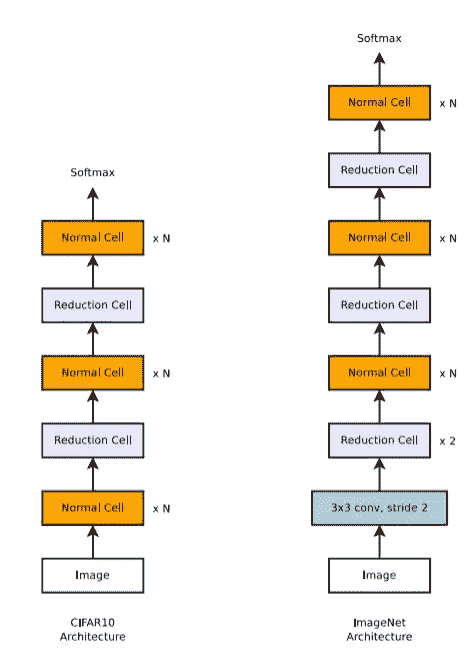 Softmax
Normal Cell x N
Reduction Cell
Normal Cell x N
Reduction Cell
Normal Cell x N
Image
CIFAR10
Architecture
Softmax
Normal Cell x N
Reduction Cell
Normal Cell x N
Reduction Cell
Normal Cell x N
Reduction Cell x 2
3x3 conv, stride 2
Image
ImageNet
Architecture